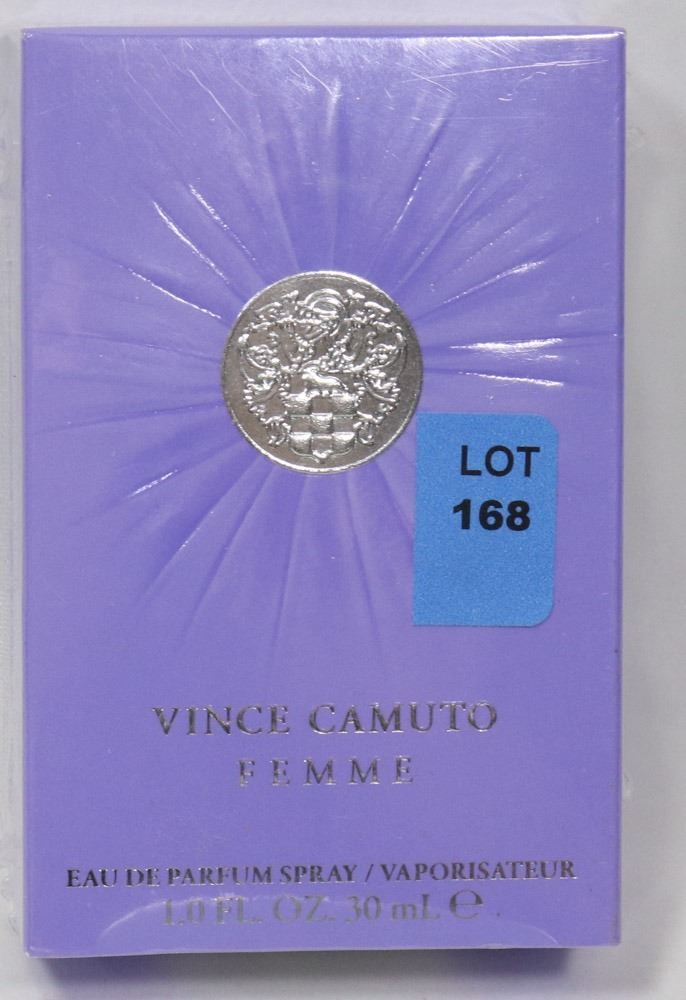 LOT
168
VINCE CAMUTO
FEMME
EAU DE PARFUM SPRAY / VAPORISATEUR
1.0 FL. OZ. 30 mL ℮